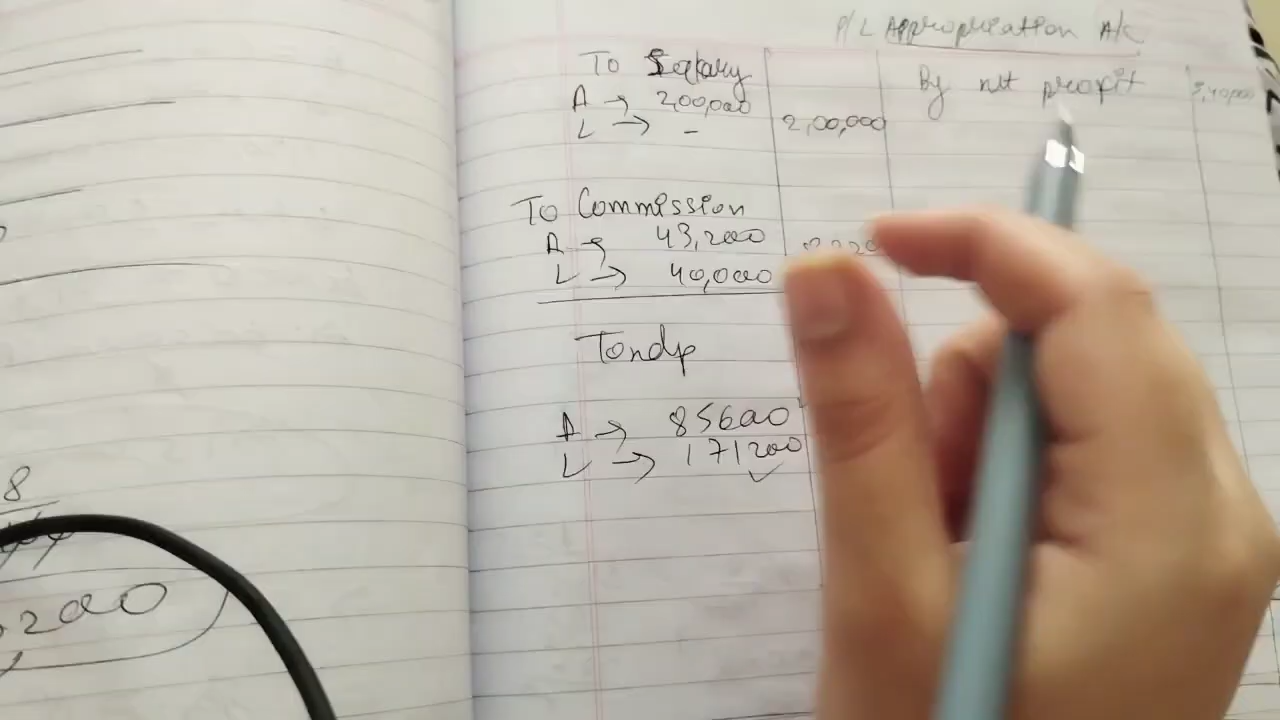 P/L Appropriation A/c
To Salary
By net profit
A → 2,00,000
L → - 2,00,000
To Commission
A → 43,200
L → 40,000
To ndp
A → 85600
L → 171200
8
200